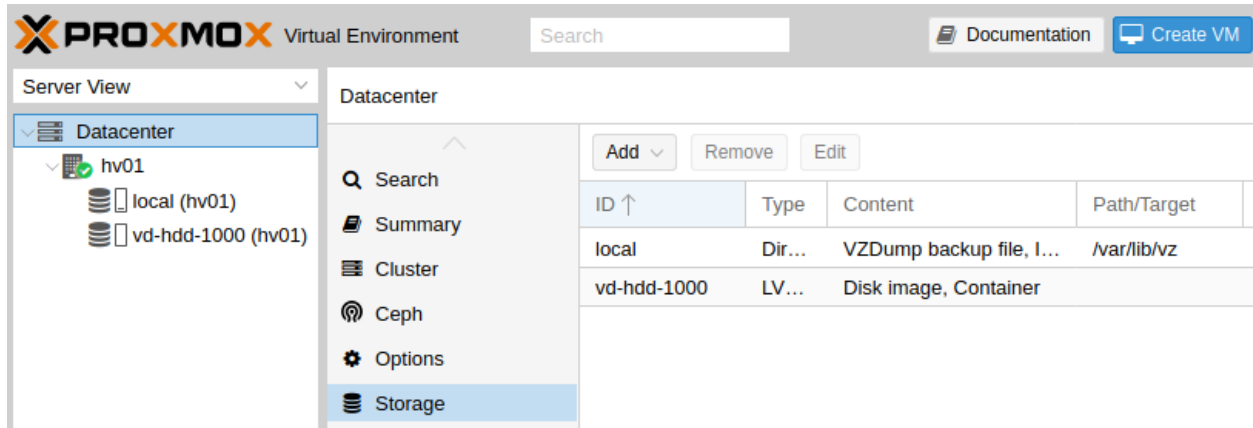 PROXMOX Virtual Environment Search Documentation Create VM
Server View
Datacenter
hv01
local (hv01)
vd-hdd-1000 (hv01)
Datacenter
Search
Summary
Cluster
Ceph
Options
Storage
Add Remove Edit
ID Type Content Path/Target
local Dir… VZDump backup file, I… /var/lib/vz
vd-hdd-1000 LV… Disk image, Container